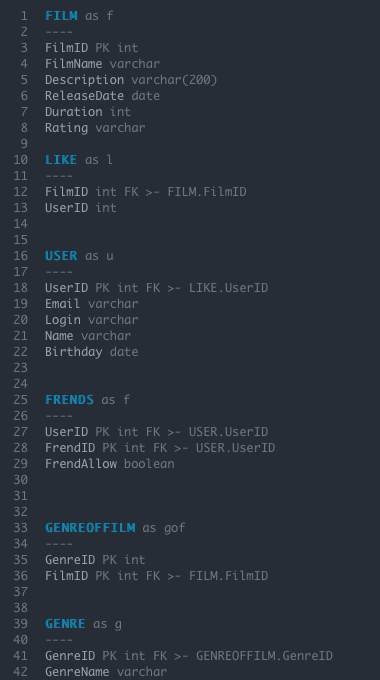 1 FILM as f
2 ----
3 FilmID PK int
4 FilmName varchar
5 Description varchar(200)
6 ReleaseDate date
7 Duration int
8 Rating varchar
9
10 LIKE as l
11 ----
12 FilmID int FK >- FILM.FilmID
13 UserID int
14
15
16 USER as u
17 ----
18 UserID PK int FK >- LIKE.UserID
19 Email varchar
20 Login varchar
21 Name varchar
22 Birthday date
23
24
25 FRENDS as f
26 ----
27 UserID PK int FK >- USER.UserID
28 FrendID PK int FK >- USER.UserID
29 FrendAllow boolean
30
31
32
33 GENREOFFILM as gof
34 ----
35 GenreID PK int
36 FilmID PK int FK >- FILM.FilmID
37
38
39 GENRE as g
40 ----
41 GenreID PK int FK >- GENREOFFILM.GenreID
42 GenreName varchar